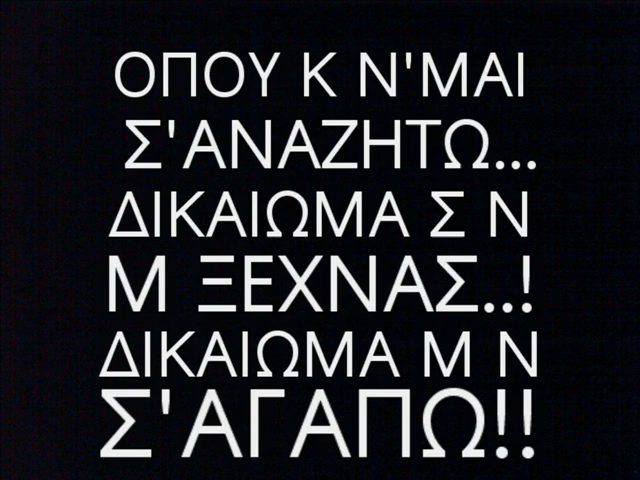 ΟΠΟΥ Κ Ν'ΜΑΙ
Σ'ΑΝΑΖΗΤΩ...
ΔΙΚΑΙΩΜΑ Σ Ν
Μ ΞΕΧΝΑΣ..!
ΔΙΚΑΙΩΜΑ Μ Ν
Σ'ΑΓΑΠΩ!!